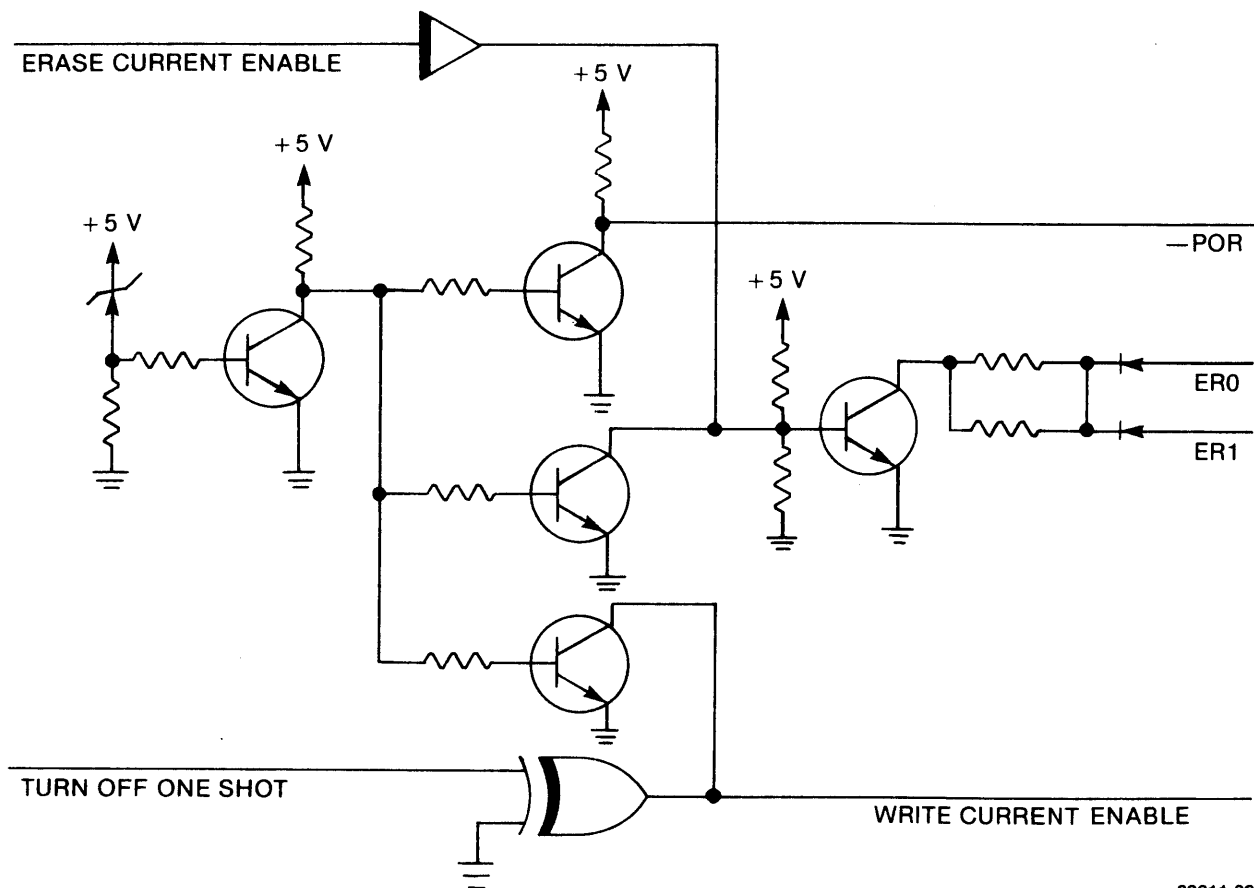 ERASE CURRENT ENABLE
+5 V
+5 V
+5 V
—POR
+5 V
ER0
ER1
TURN OFF ONE SHOT
WRITE CURRENT ENABLE